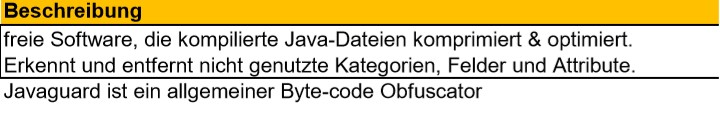 Beschreibung
freie Software, die kompilierte Java-Dateien komprimiert & optimiert.
Erkennt und entfernt nicht genutzte Kategorien, Felder und Attribute.
Javaguard ist ein allgemeiner Byte-code Obfuscator